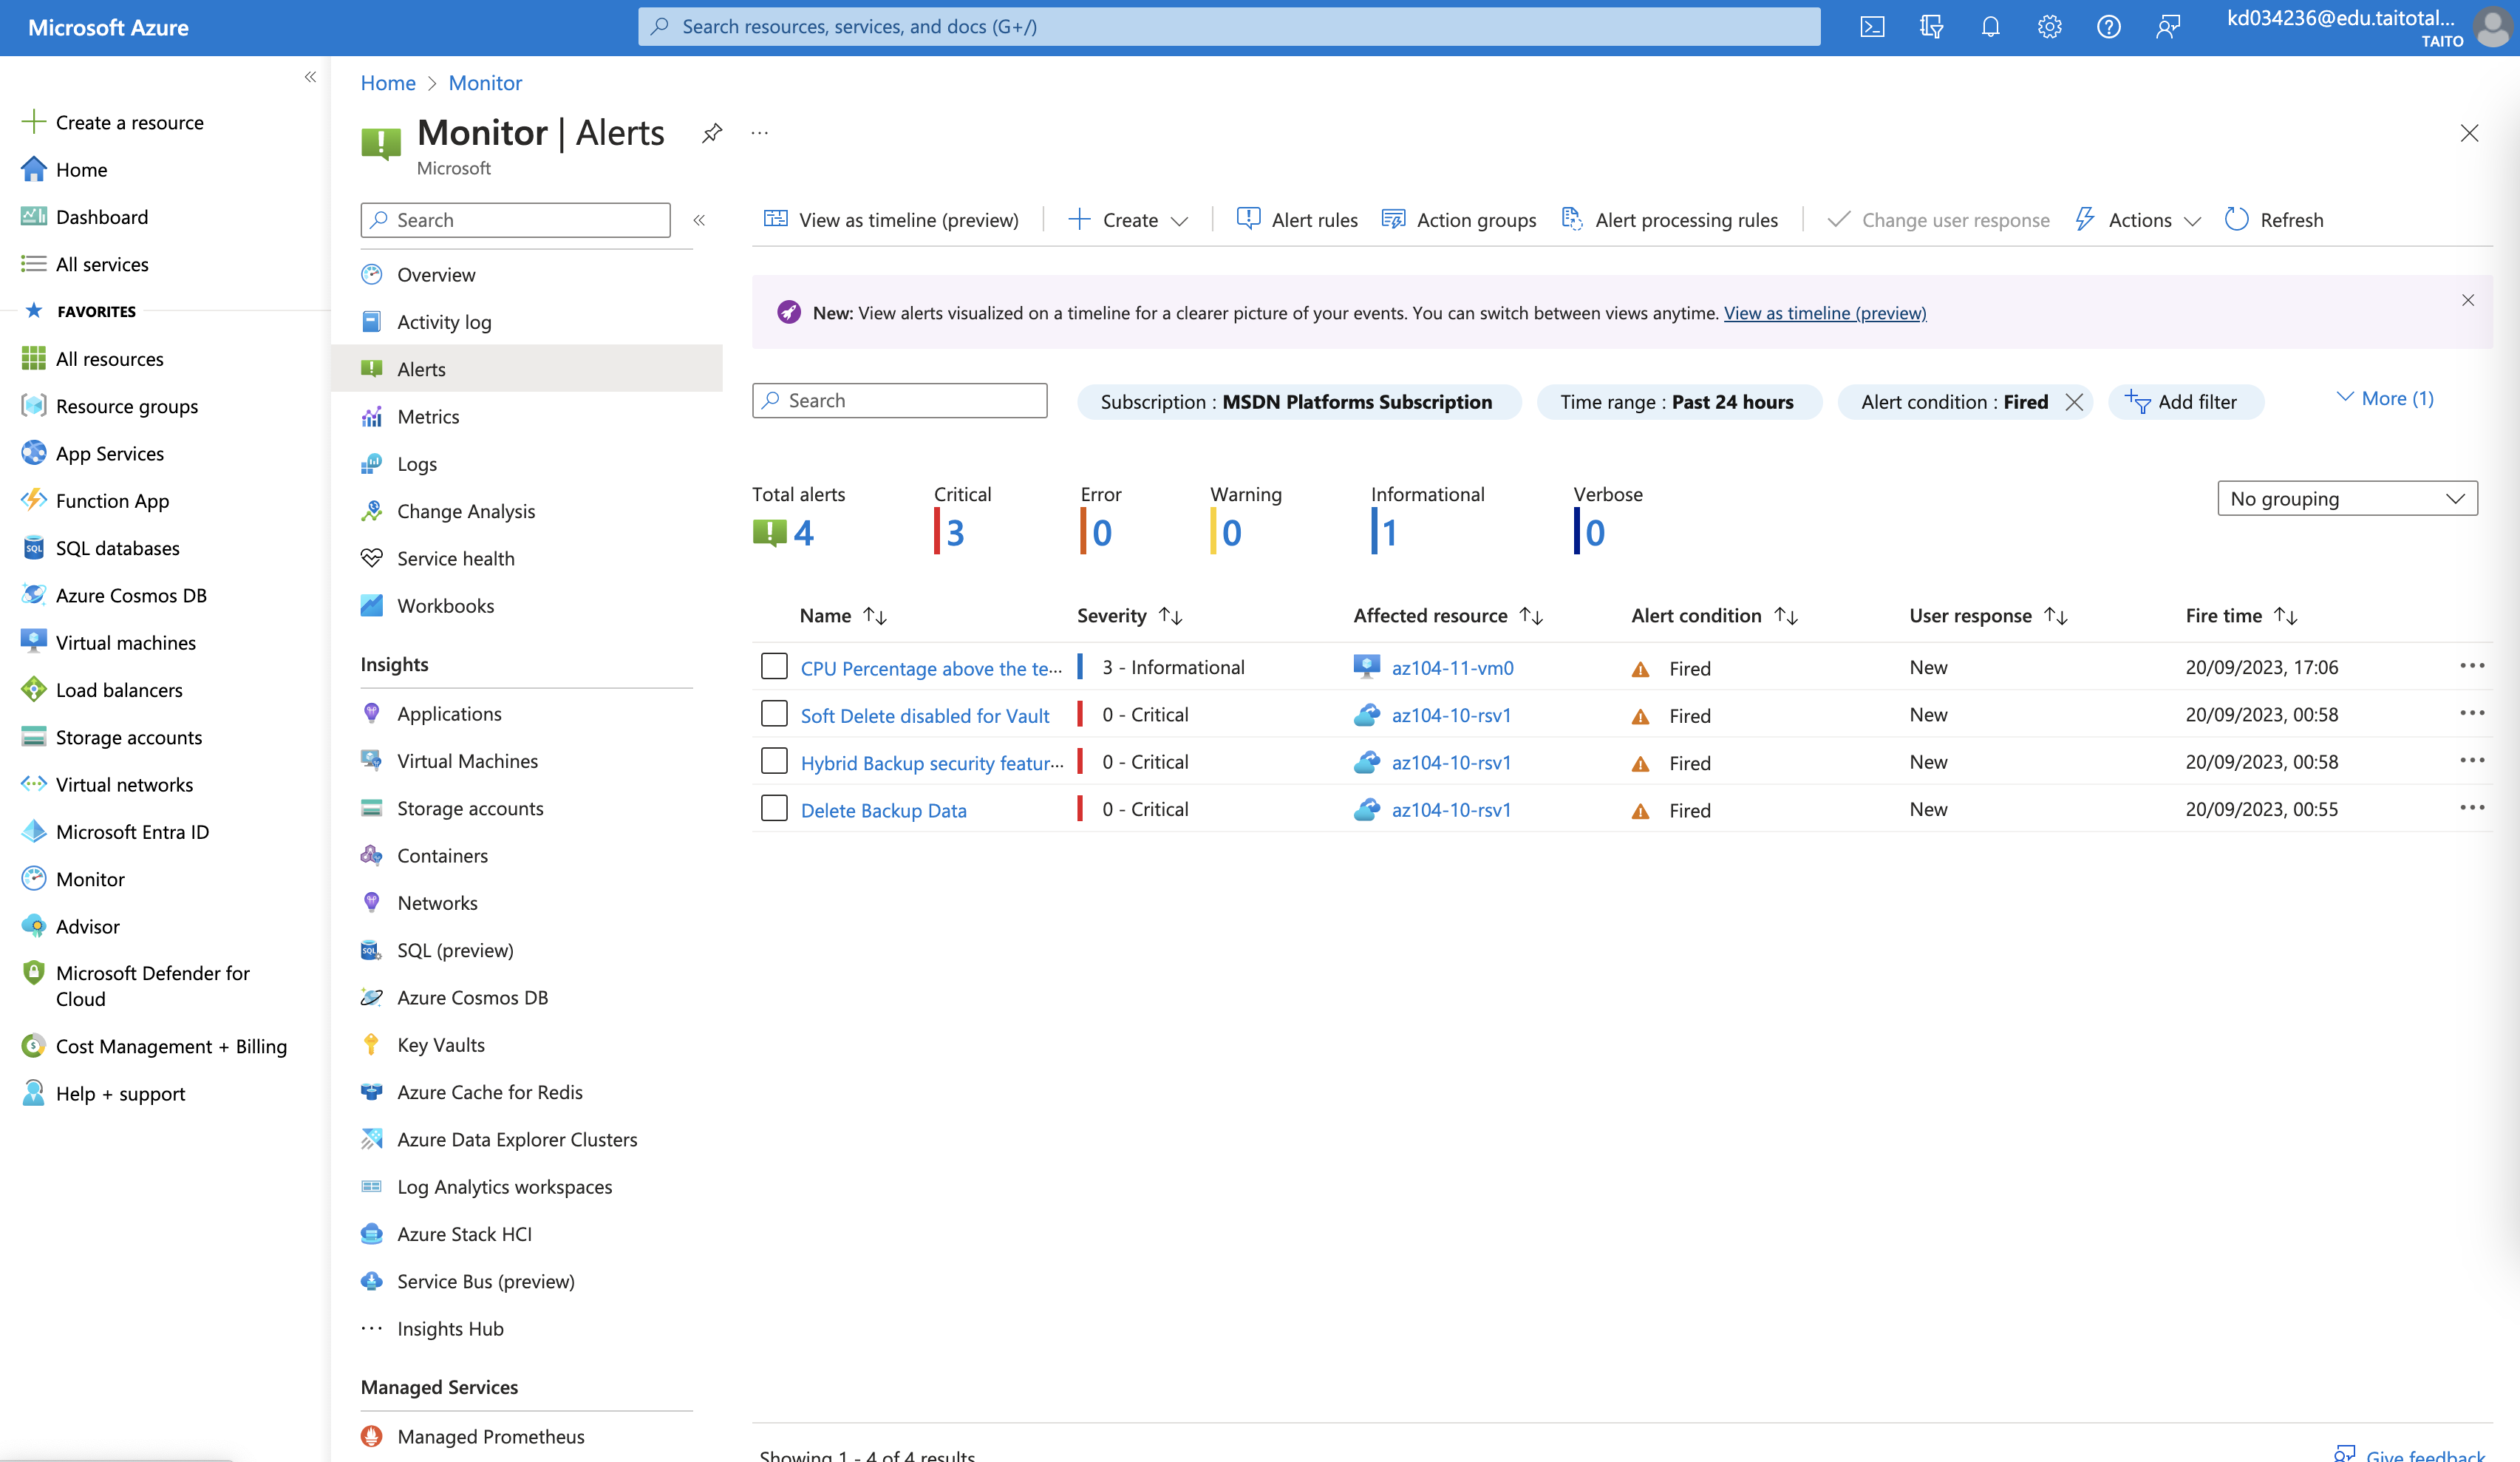 Microsoft Azure
Search resources, services, and docs (G+/)
kd034236@edu.taitotal...
TAITO
Create a resource
Home
Dashboard
All services
FAVORITES
All resources
Resource groups
App Services
Function App
SQL databases
Azure Cosmos DB
Virtual machines
Load balancers
Storage accounts
Virtual networks
Microsoft Entra ID
Monitor
Advisor
Microsoft Defender for
Cloud
Cost Management + Billing
Help + support
Home > Monitor
Monitor | Alerts
Microsoft
Search
Overview
Activity log
Alerts
Metrics
Logs
Change Analysis
Service health
Workbooks
Insights
Applications
Virtual Machines
Storage accounts
Containers
Networks
SQL (preview)
Azure Cosmos DB
Key Vaults
Azure Cache for Redis
Azure Data Explorer Clusters
Log Analytics workspaces
Azure Stack HCI
Service Bus (preview)
Insights Hub
Managed Services
Managed Prometheus
View as timeline (preview) Create Alert rules Action groups Alert processing rules Change user response Actions Refresh
New: View alerts visualized on a timeline for a clearer picture of your events. You can switch between views anytime. View as timeline (preview)
Search Subscription : MSDN Platforms Subscription Time range : Past 24 hours Alert condition : Fired Add filter More (1)
Total alerts Critical Error Warning Informational Verbose
4 3 0 0 1 0
No grouping
Name Severity Affected resource Alert condition User response Fire time
CPU Percentage above the te... 3 - Informational az104-11-vm0 Fired New 20/09/2023, 17:06
Soft Delete disabled for Vault 0 - Critical az104-10-rsv1 Fired New 20/09/2023, 00:58
Hybrid Backup security featur... 0 - Critical az104-10-rsv1 Fired New 20/09/2023, 00:58
Delete Backup Data 0 - Critical az104-10-rsv1 Fired New 20/09/2023, 00:55
Showing 1 - 4 of 4 results.
Give feedback